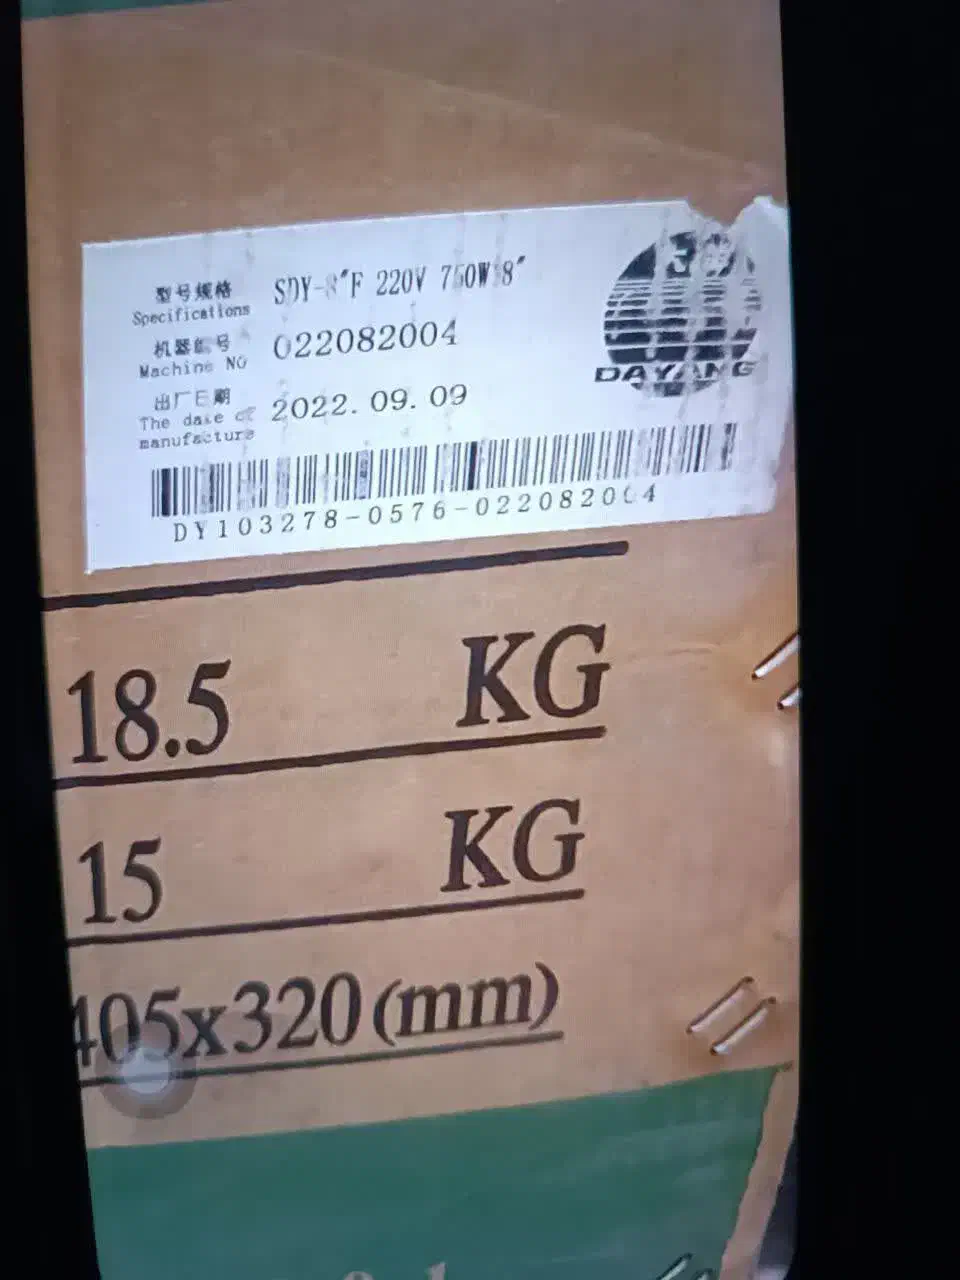 型号规格 SDY-8″F 220V 750W 8″
Specifications
机器编号 022082004
Machine NO
出厂日期 2022.09.09
The date of
manufacture
DAYANG
DY103278-0576-022082004
18.5 KG
15 KG
405x320(mm)